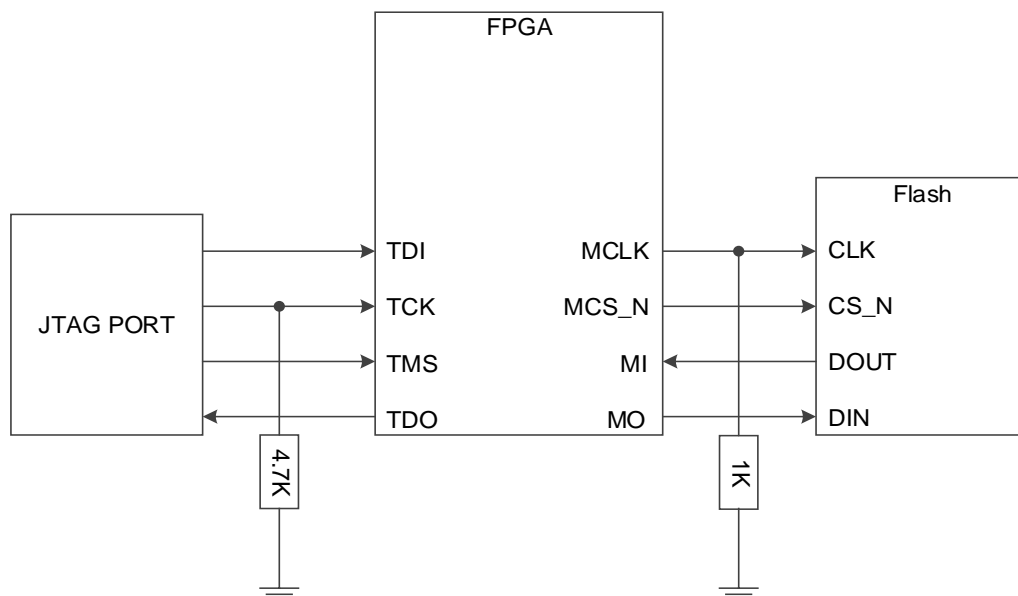 FPGA
Flash
JTAG PORT
TDI
TCK
TMS
TDO
MCLK
MCS_N
MI
MO
CLK
CS_N
DOUT
DIN
4.7K
1K